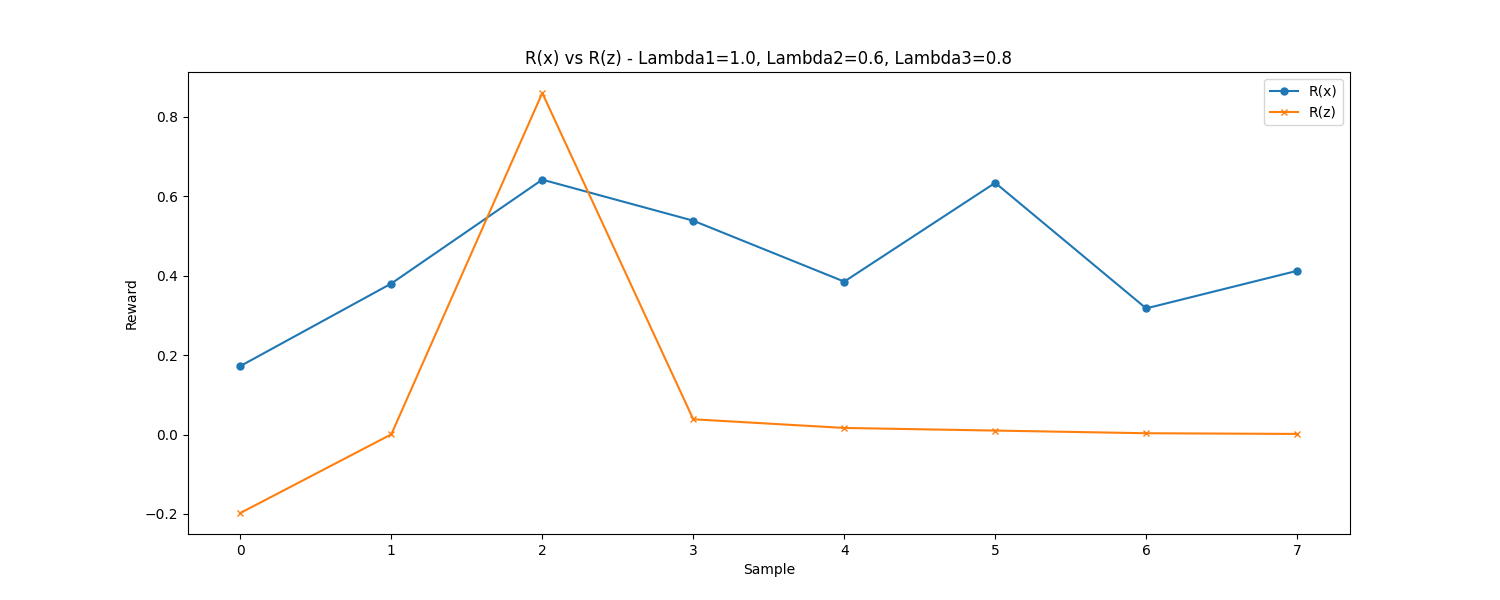 R(x) vs R(z) - Lambda1=1.0, Lambda2=0.6, Lambda3=0.8
R(x)
R(z)
0.8
0.6
0.4
0.2
0.0
−0.2
Reward
0 1 2 3 4 5 6 7
Sample